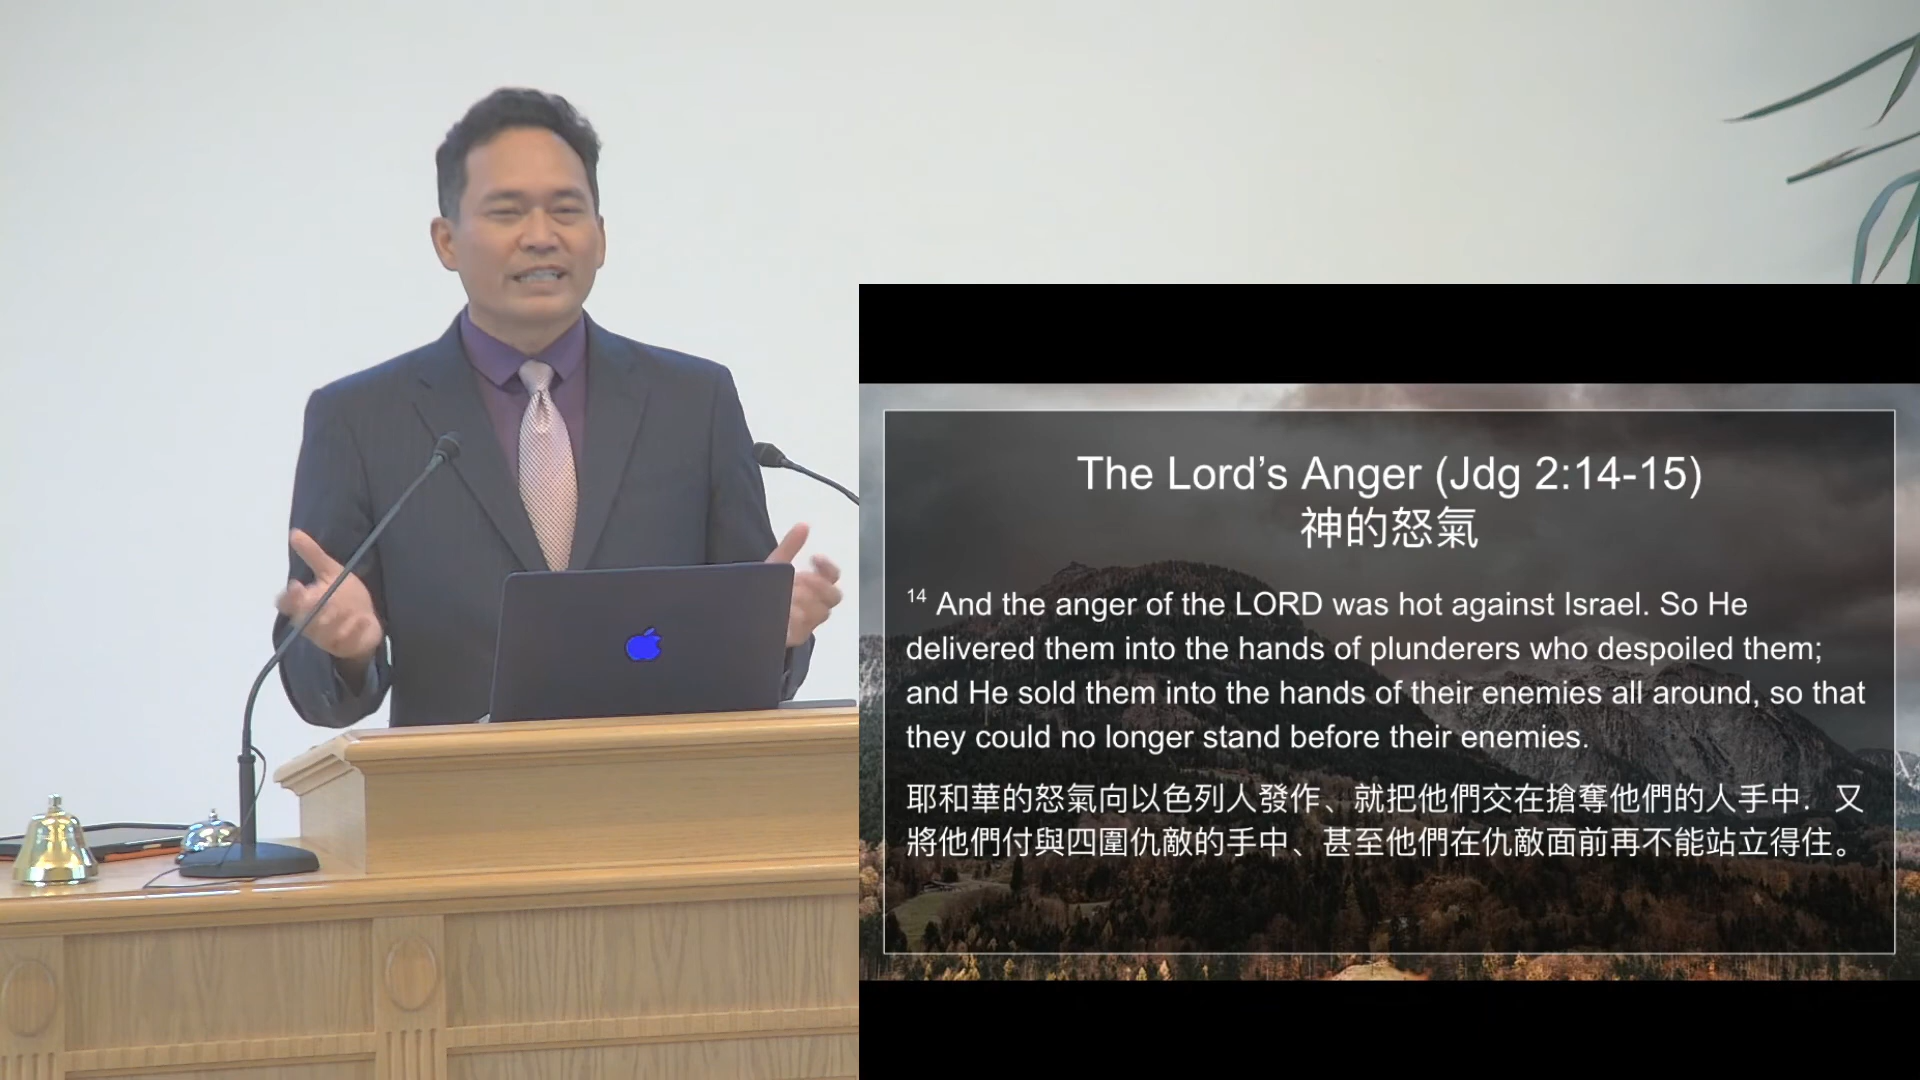 The Lord’s Anger (Jdg 2:14-15)
神的怒氣
14 And the anger of the LORD was hot against Israel. So He
delivered them into the hands of plunderers who despoiled them;
and He sold them into the hands of their enemies all around, so that
they could no longer stand before their enemies.
耶和華的怒氣向以色列人發作、就把他們交在搶奪他們的人手中．又
將他們付與四圍仇敵的手中、甚至他們在仇敵面前再不能站立得住。